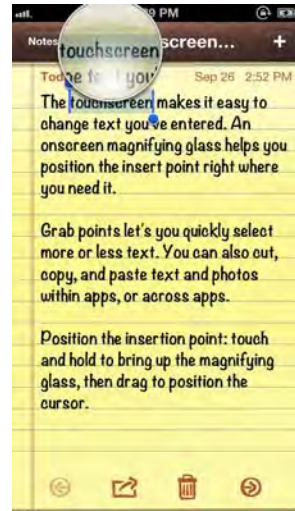 PM
Notes
screen...
+
touchscreen
Sep 26 2:52 PM
The touchscreen makes it easy to
change text you've entered. An
onscreen magnifying glass helps you
position the insert point right where
you need it.
Grab points let's you quickly select
more or less text. You can also cut,
copy, and paste text and photos
within apps, or across apps.
Position the insertion point: touch
and hold to bring up the magnifying
glass, then drag to position the
cursor.